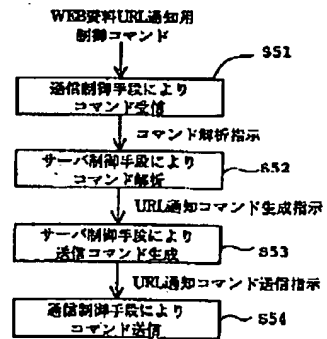 WEB資料URL通知用
制御コマンド
S51
通信制御手段により
コマンド受信
コマンド解析指示
サーバ制御手段により
コマンド解析
S52
URL通知コマンド生成指示
サーバ制御手段により
送信コマンド生成
S53
URL通知コマンド送信指示
通信制御手段により
コマンド送信
S54